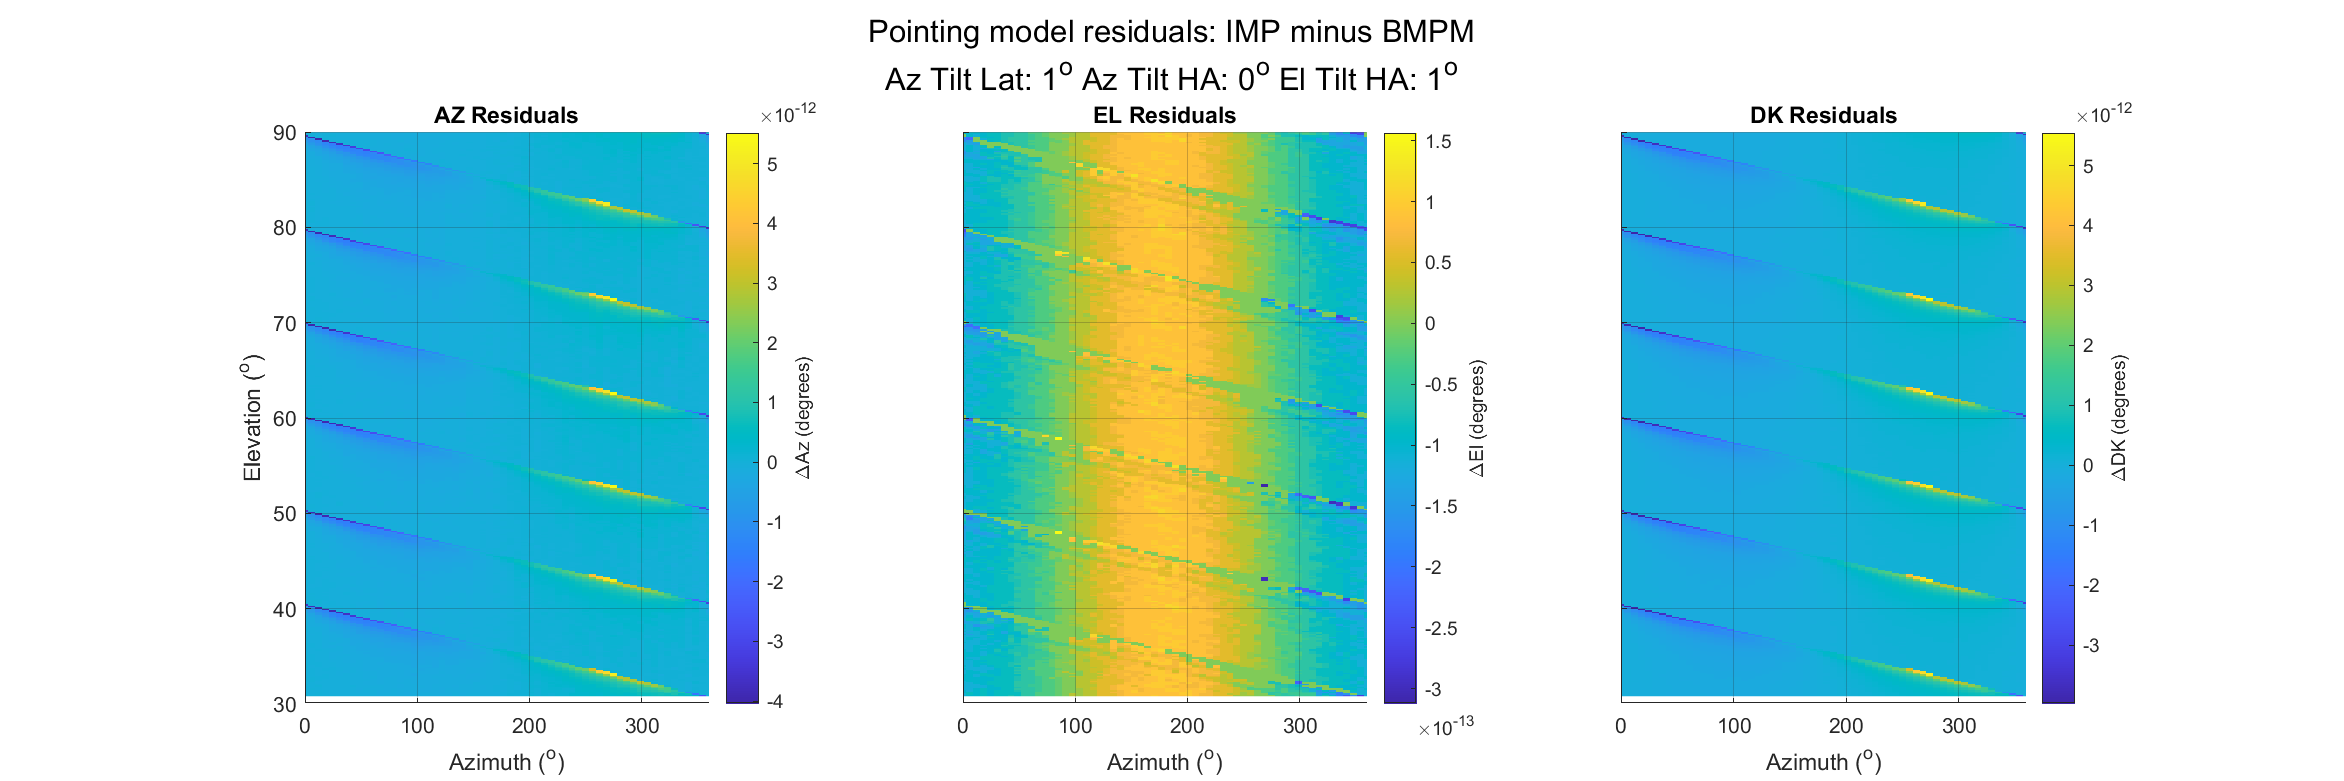 Pointing model residuals: IMP minus BMPM
Az Tilt Lat: 1° Az Tilt HA: 0° El Tilt HA: 1°
AZ Residuals
×10-12
90
80
70
60
50
40
30
Elevation (°)
0 100 200 300
Azimuth (°)
5
4
3
2
1
0
-1
-2
-3
-4
ΔAz (degrees)
EL Residuals
0 100 200 300
Azimuth (°)
1.5
1
0.5
0
-0.5
-1
-1.5
-2
-2.5
-3
×10-13
ΔEl (degrees)
DK Residuals
×10-12
0 100 200 300
Azimuth (°)
5
4
3
2
1
0
-1
-2
-3
ΔDK (degrees)